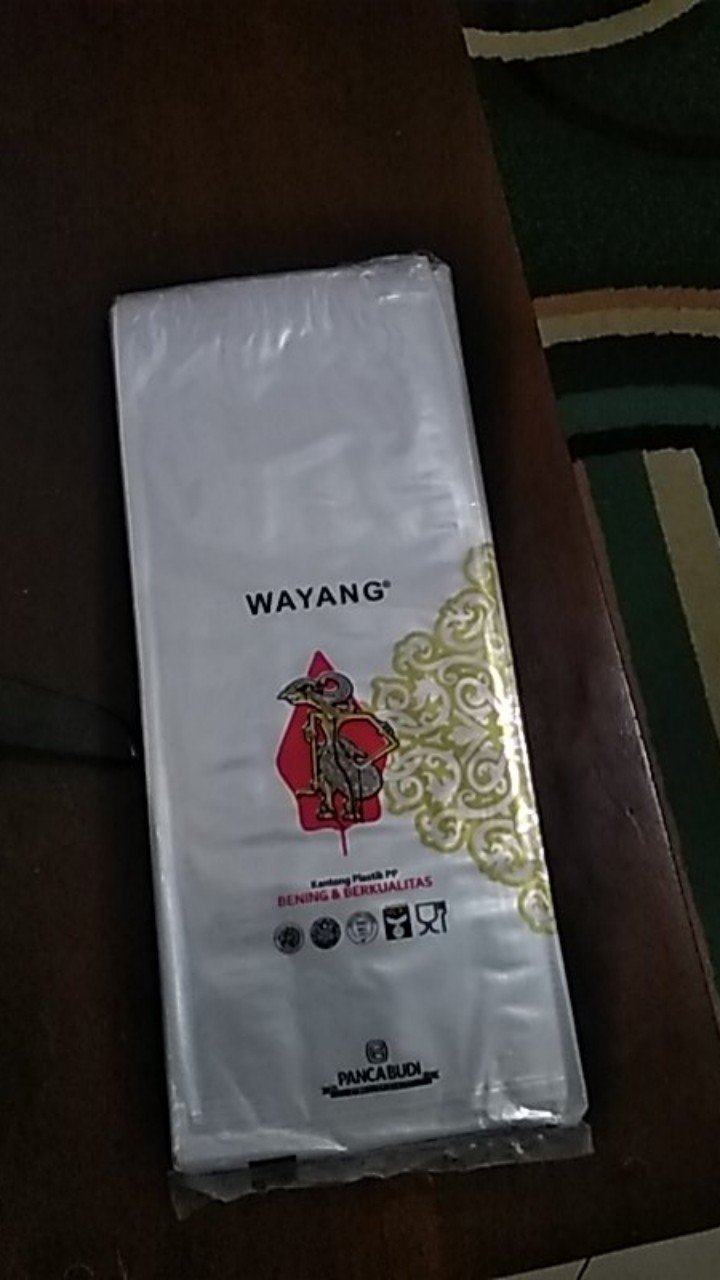 WAYANG®
Kantong Plastik PP
BENING & BERKUALITAS
PANCA BUDI